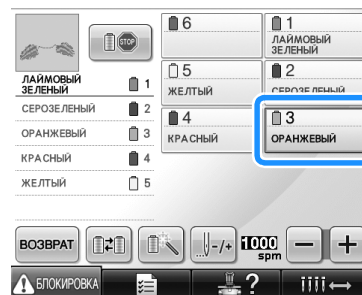 STOP
6
1
ЛАЙМОВЫЙ
ЗЕЛЕНЫЙ
5
ЖЕЛТЫЙ
2
СЕРОЗЕЛЕНЫЙ
4
КРАСНЫЙ
3
ОРАНЖЕВЫЙ
ЛАЙМОВЫЙ
ЗЕЛЕНЫЙ 1
СЕРОЗЕЛЕНЫЙ 2
ОРАНЖЕВЫЙ 3
КРАСНЫЙ 4
ЖЕЛТЫЙ 5
ВОЗВРАТ -/+ 1000 spm − +
БЛОКИРОВКА ?